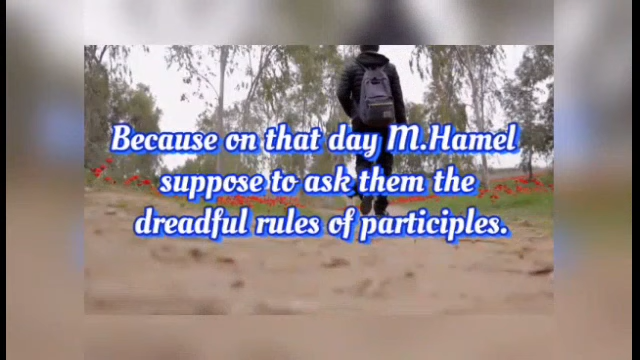 Because on that day M.Hamel
suppose to ask them the
dreadful rules of participles.